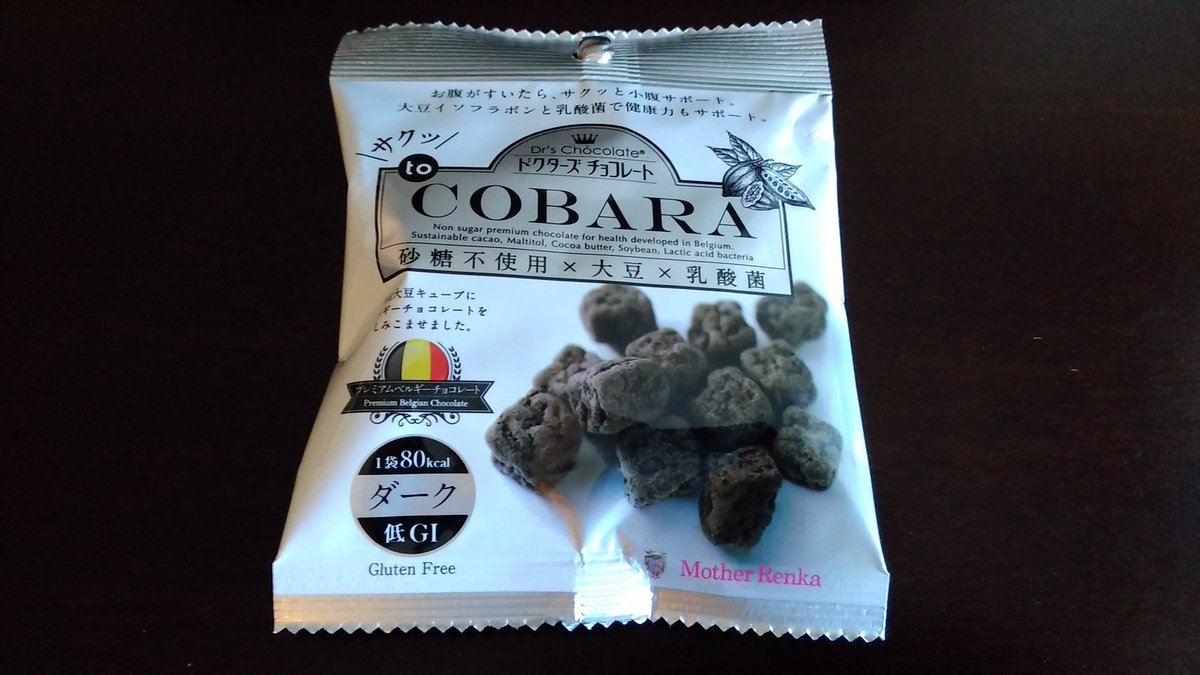 お腹がすいたら、サクッと小腹サポート。
大豆イソフラボンと乳酸菌で健康力もサポート。
\サクッ/
to
Dr's Chocolate®
ドクターズ チョコレート
COBARA
Non sugar premium chocolate for health developed in Belgium.
Sustainable cacao, Maltitol, Cocoa butter, Soybean, Lactic acid bacteria
砂糖不使用×大豆×乳酸菌
大豆キューブに
ギーチョコレートを
みこませました。
プレミアムベルギーチョコレート
Premium Belgian Chocolate
1袋80kcal
ダーク
低GI
Gluten Free
Mother Renka